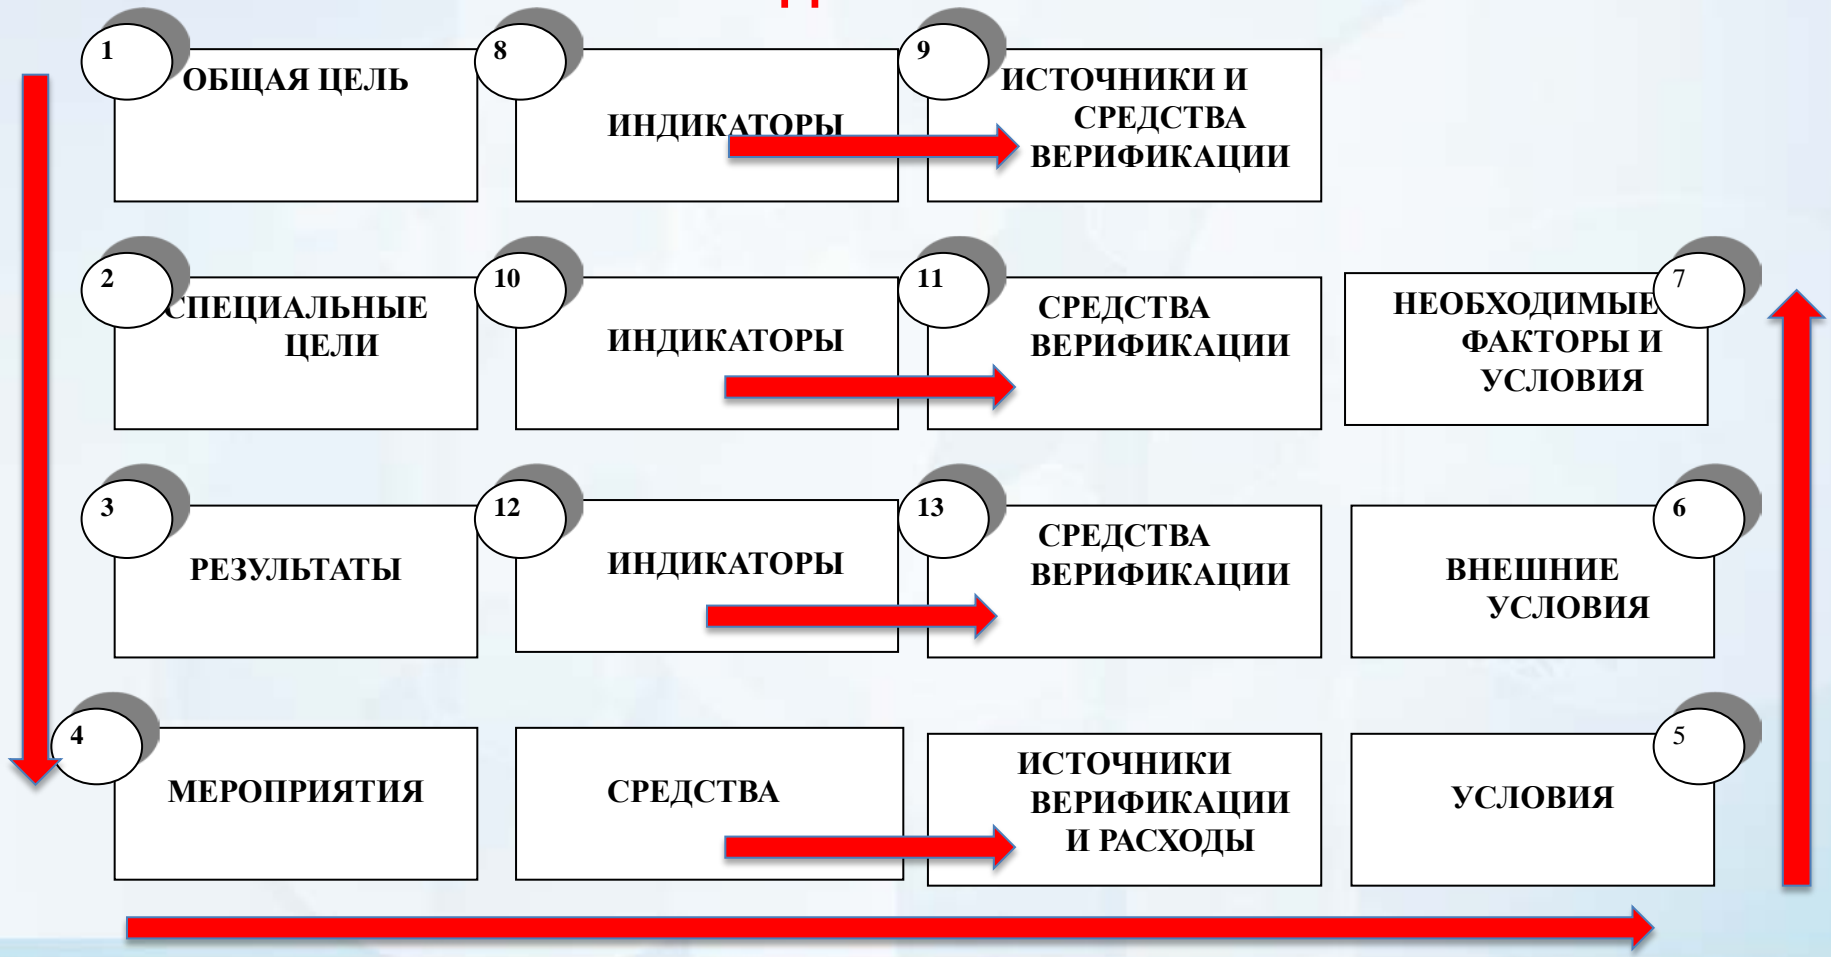 1
ОБЩАЯ ЦЕЛЬ
8
ИНДИКАТОРЫ
9
ИСТОЧНИКИ И
СРЕДСТВА
ВЕРИФИКАЦИИ
2
СПЕЦИАЛЬНЫЕ
ЦЕЛИ
10
ИНДИКАТОРЫ
11
СРЕДСТВА
ВЕРИФИКАЦИИ
7
НЕОБХОДИМЫЕ
ФАКТОРЫ И
УСЛОВИЯ
3
РЕЗУЛЬТАТЫ
12
ИНДИКАТОРЫ
13
СРЕДСТВА
ВЕРИФИКАЦИИ
6
ВНЕШНИЕ
УСЛОВИЯ
4
МЕРОПРИЯТИЯ
СРЕДСТВА
ИСТОЧНИКИ
ВЕРИФИКАЦИИ
И РАСХОДЫ
5
УСЛОВИЯ